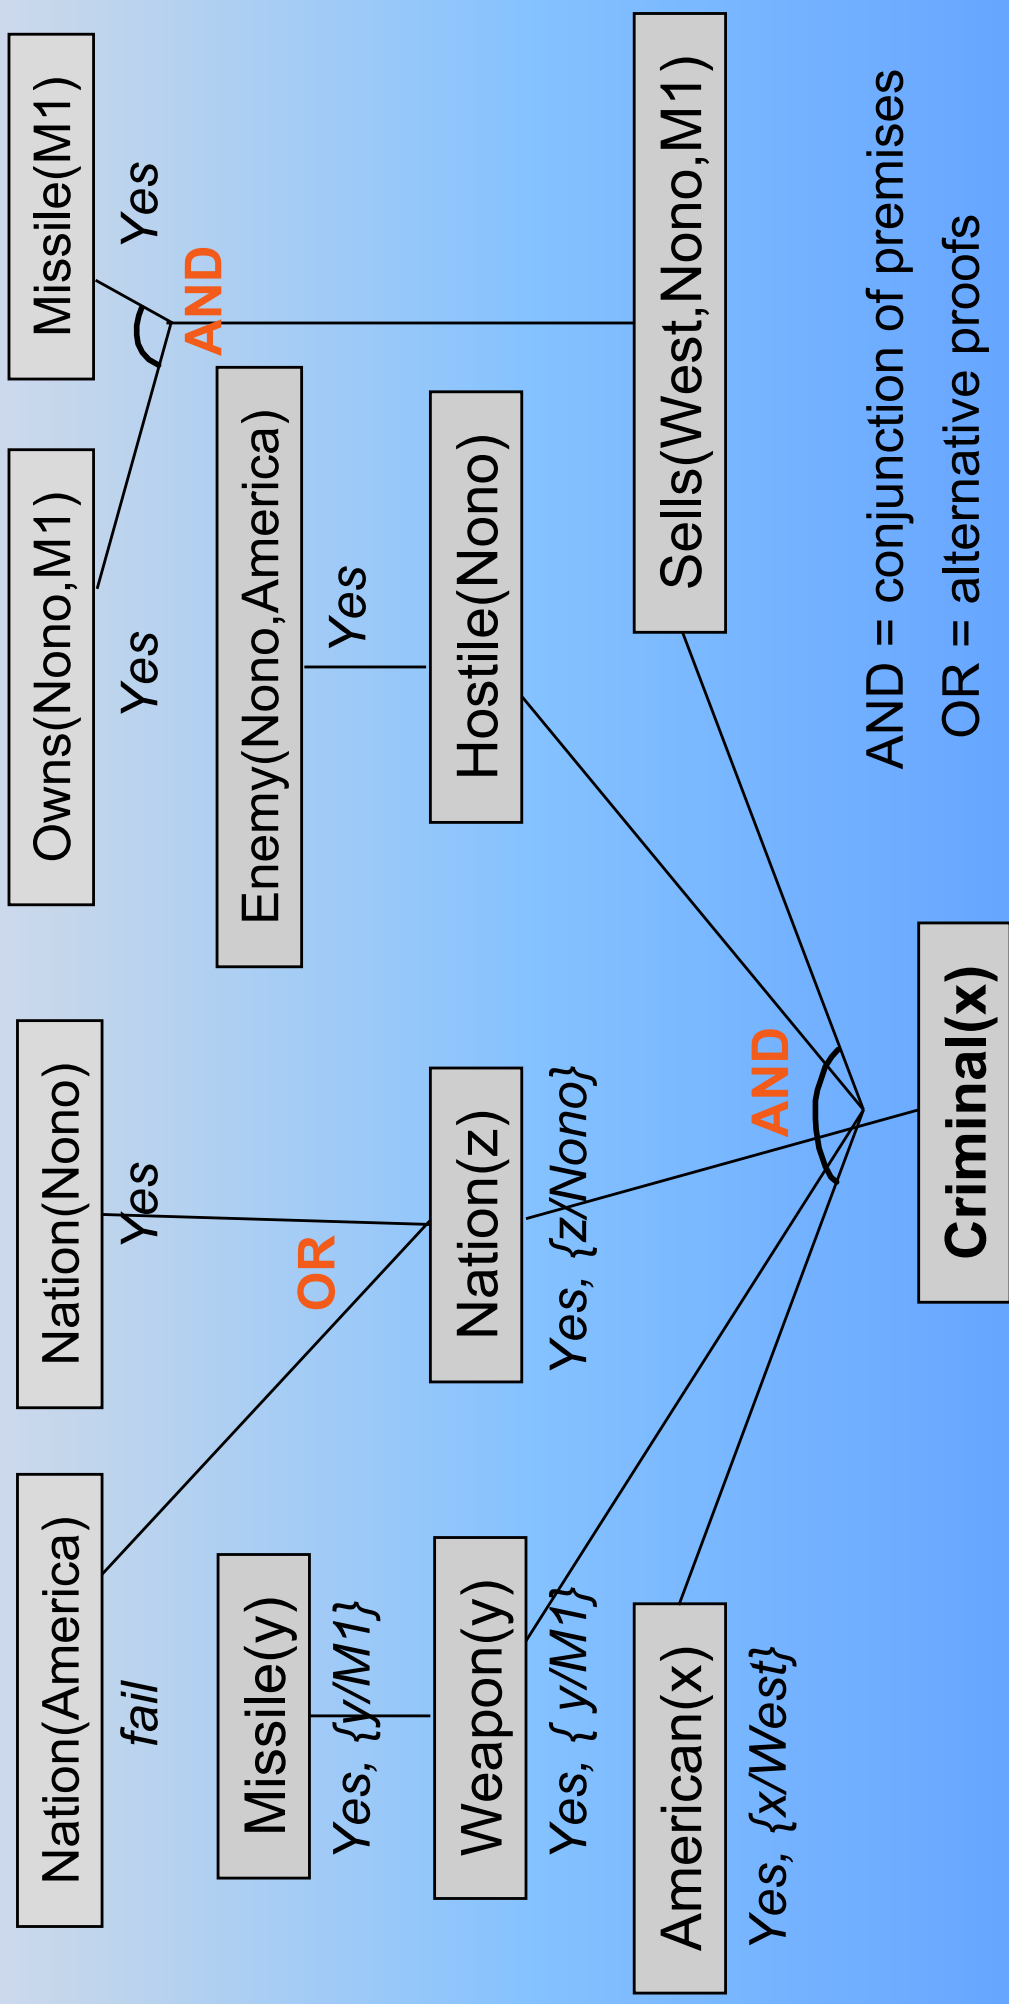 Nation(America)
Nation(Nono)
Owns(Nono,M1)
Missile(M1)
fail
Yes
Yes
Yes
AND
Missile(y)
Enemy(Nono,America)
OR
Yes, {y/M1}
Yes
Weapon(y)
Nation(z)
Hostile(Nono)
Yes, { y/M1}
Yes, {z/Nono}
American(x)
Sells(West,Nono,M1)
Yes, {x/West}
AND
AND = conjunction of premises
Criminal(x)
OR = alternative proofs